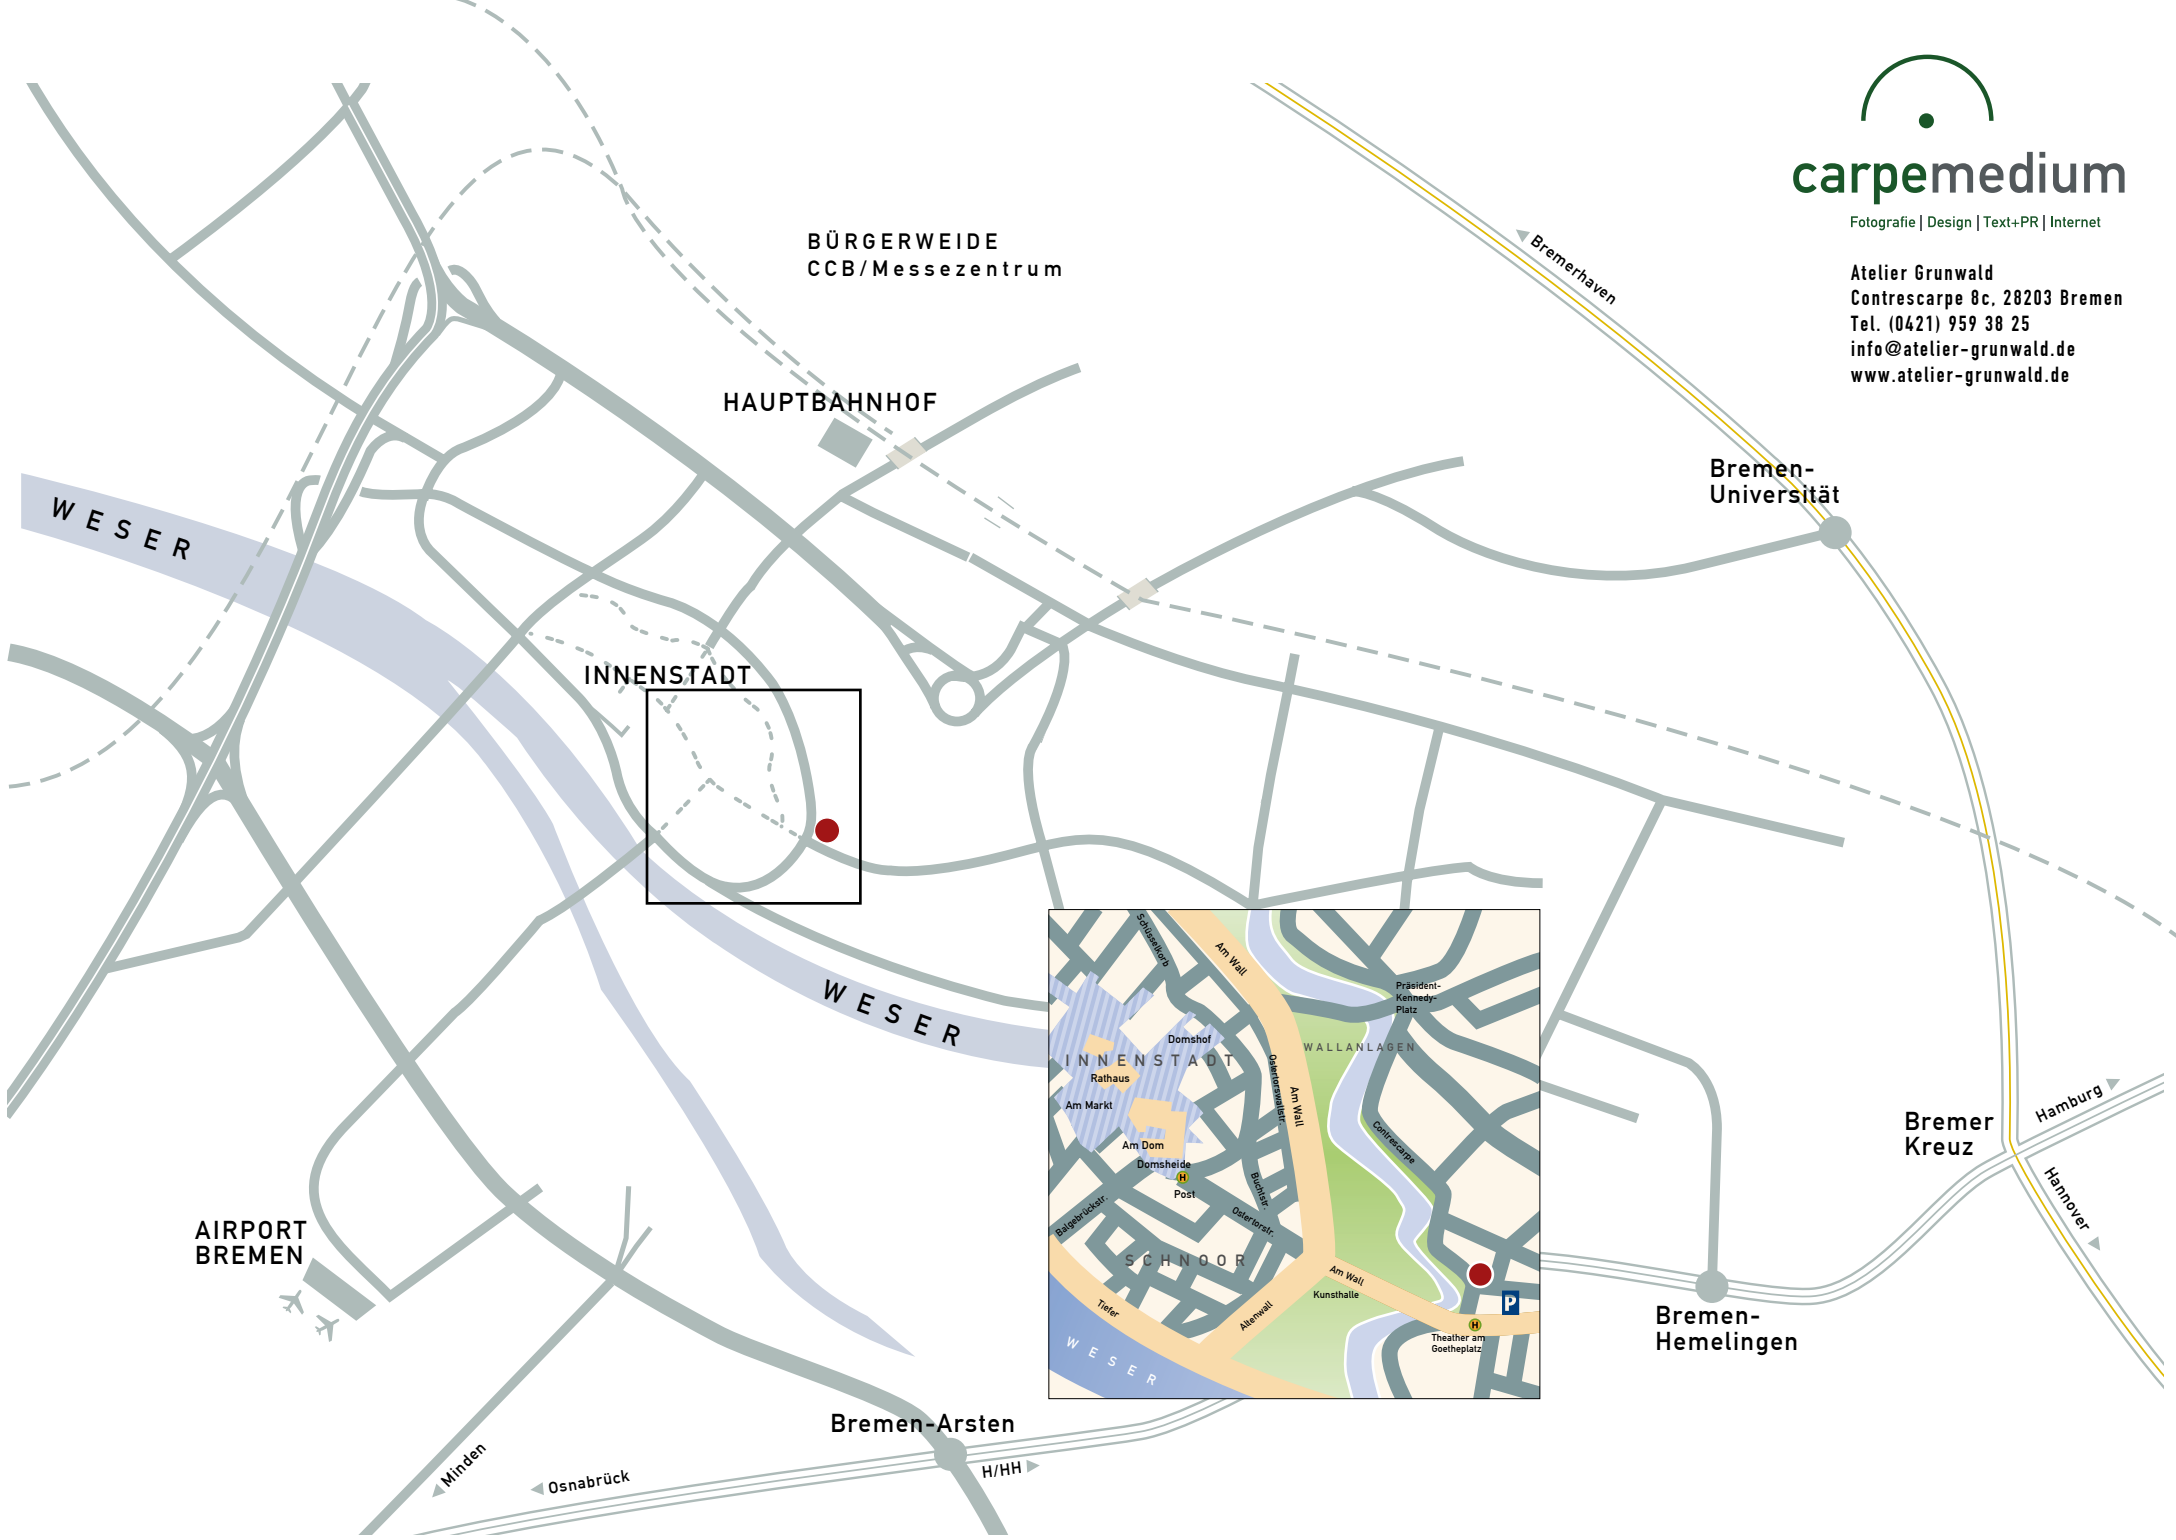 carpemedium
Fotografie | Design | Text+PR | Internet
Atelier Grunwald
Contrescarpe 8c, 28203 Bremen
Tel. (0421) 959 38 25
info@atelier-grunwald.de
www.atelier-grunwald.de
BÜRGERWEIDE
CCB/Messezentrum
Bremerhaven
HAUPTBAHNHOF
Bremen-
Universität
WESER
INNENSTADT
WESER
Schüsselkorb
Am Wall
Präsident-
Kennedy-
Platz
Domshof
WALLANLAGEN
INNENSTADT
Rathaus
Ostertorswallstr.
Am Wall
Am Markt
Contrescarpe
Am Dom
Domsheide
H
Post
Buchtstr.
Balgebrückstr.
Ostertorstr.
SCHNOOR
Am Wall
Kunsthalle
P
Tiefer
Altenwall
H
Theather am
Goetheplatz
WESER
Hamburg
Bremer
Kreuz
Hannover
AIRPORT
BREMEN
Bremen-
Hemelingen
Bremen-Arsten
Minden
Osnabrück
H/HH